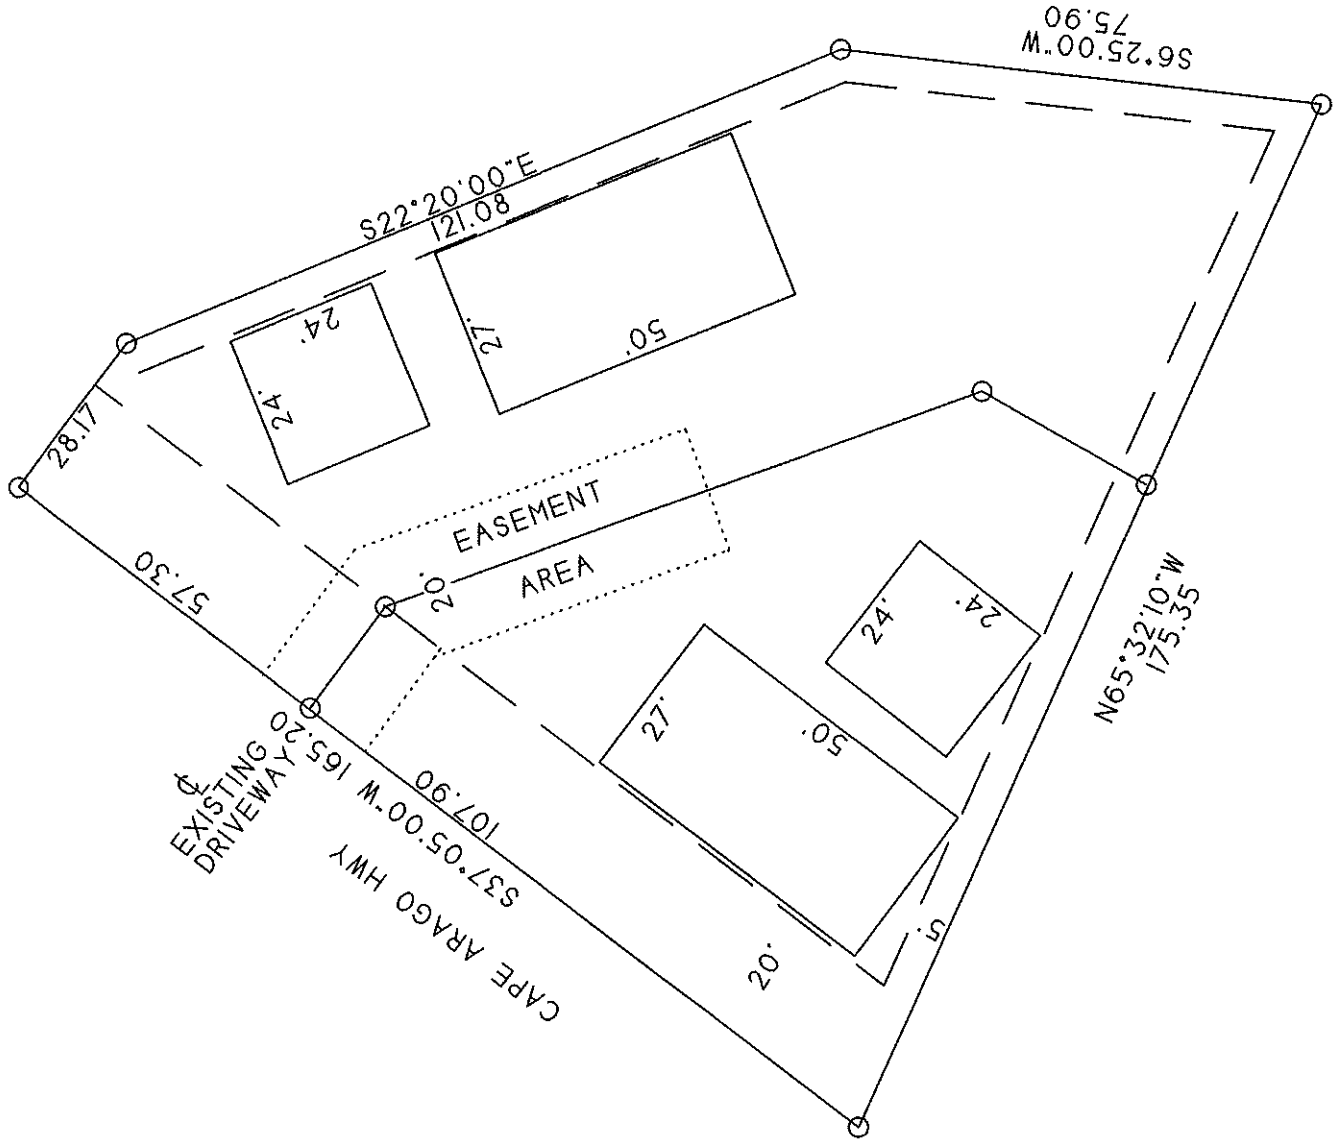 S6°25'00"W
75.90
S22°20'00"E
121.08
28.17
24'
24'
27'
50'
57.30
EASEMENT
AREA
20'
℄
EXISTING
DRIVEWAY
S37°05'00"W 165.20
107.90
CAPE ARAGO HWY
27'
50'
24'
24'
20'
5'
N65°32'10"W
175.35